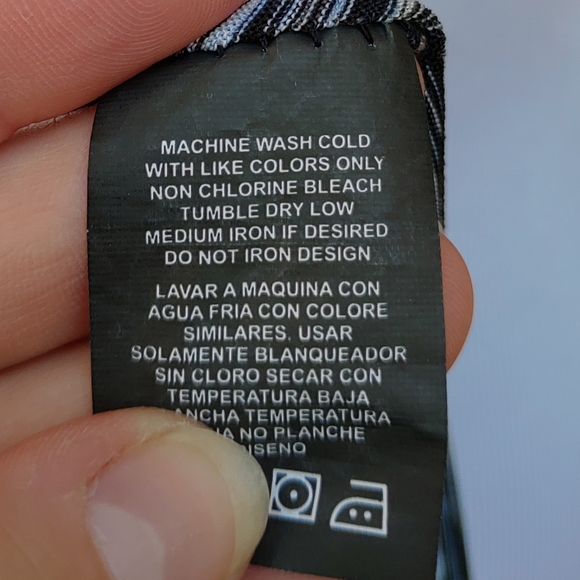 MACHINE WASH COLD
WITH LIKE COLORS ONLY
NON CHLORINE BLEACH
TUMBLE DRY LOW
MEDIUM IRON IF DESIRED
DO NOT IRON DESIGN
LAVAR A MAQUINA CON
AGUA FRIA CON COLORE
SIMILARES. USAR
SOLAMENTE BLANQUEADOR
SIN CLORO SECAR CON
TEMPERATURA BAJA
TEMPERATURA
NO PLANCHE